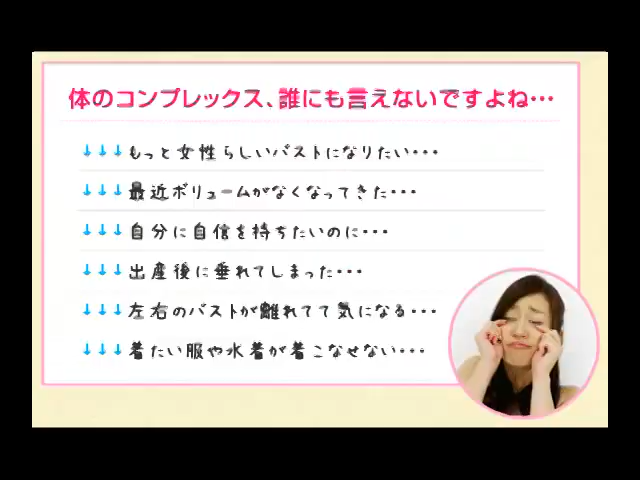 体のコンプレックス、誰にも言えないですよね…
↓↓↓もっと女性らしいバストになりたい…
↓↓↓最近ボリュームがなくなってきた…
↓↓↓自分に自信を持ちたいのに…
↓↓↓出産後に垂れてしまった…
↓↓↓左右のバストが離れてて気になる…
↓↓↓着たい服や水着が着こなせない…